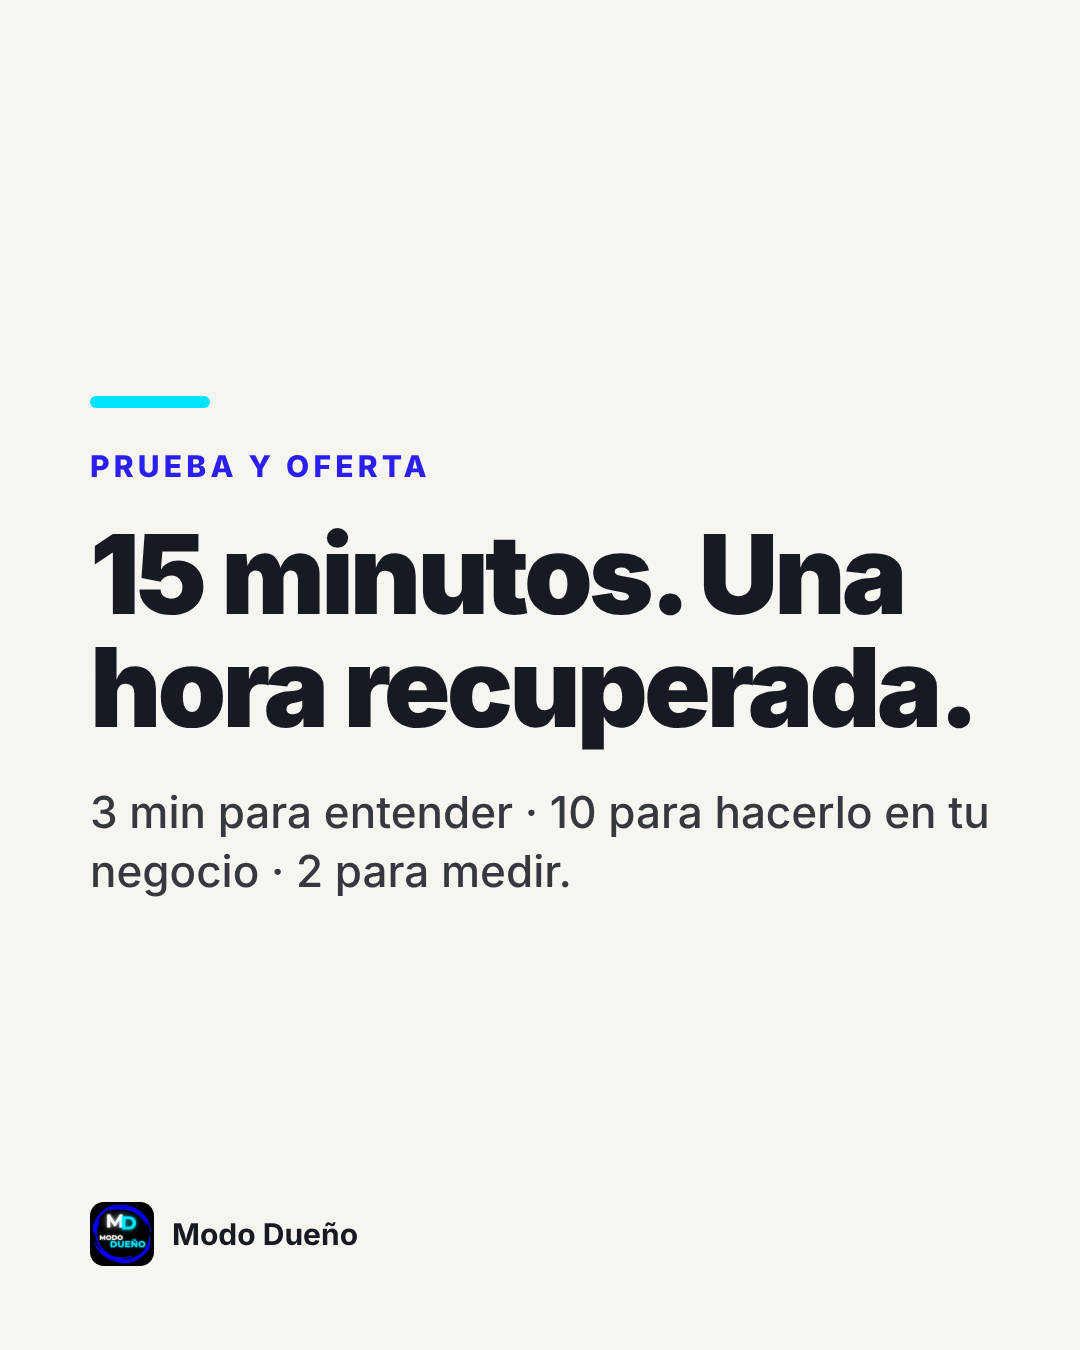 PRUEBA Y OFERTA
15 minutos. Una
hora recuperada.
3 min para entender · 10 para hacerlo en tu
negocio · 2 para medir.
MD
MODO
DUEÑO
Modo Dueño